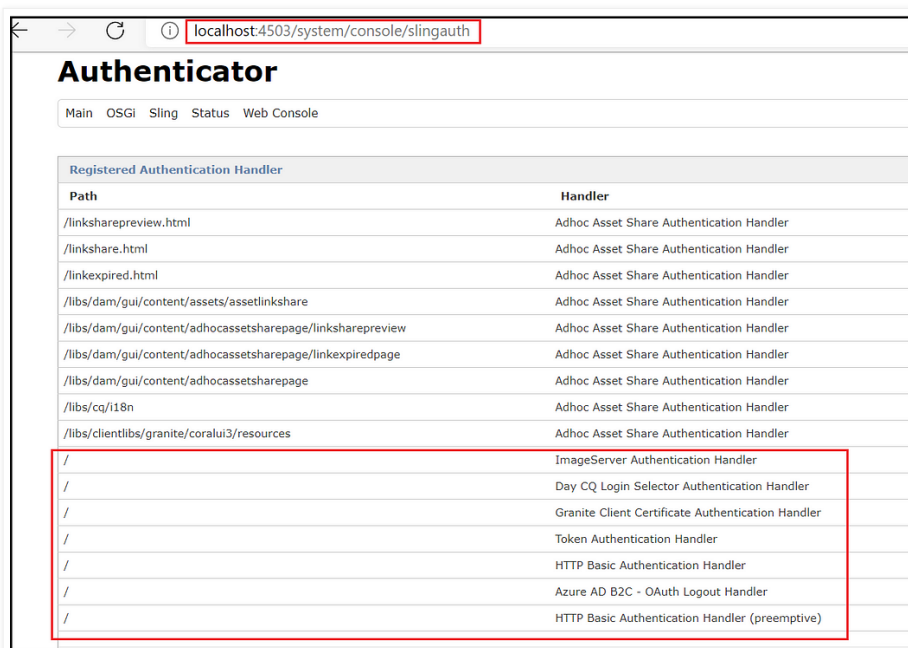 localhost:4503/system/console/slingauth
Authenticator
Main OSGi Sling Status Web Console
Registered Authentication Handler
Path Handler
/linksharepreview.html Adhoc Asset Share Authentication Handler
/linkshare.html Adhoc Asset Share Authentication Handler
/linkexpired.html Adhoc Asset Share Authentication Handler
/libs/dam/gui/content/assets/assetlinkshare Adhoc Asset Share Authentication Handler
/libs/dam/gui/content/adhocassetsharepage/linksharepreview Adhoc Asset Share Authentication Handler
/libs/dam/gui/content/adhocassetsharepage/linkexpiredpage Adhoc Asset Share Authentication Handler
/libs/dam/gui/content/adhocassetsharepage Adhoc Asset Share Authentication Handler
/libs/cq/i18n Adhoc Asset Share Authentication Handler
/libs/clientlibs/granite/coralui3/resources Adhoc Asset Share Authentication Handler
/ ImageServer Authentication Handler
/ Day CQ Login Selector Authentication Handler
/ Granite Client Certificate Authentication Handler
/ Token Authentication Handler
/ HTTP Basic Authentication Handler
/ Azure AD B2C - OAuth Logout Handler
/ HTTP Basic Authentication Handler (preemptive)